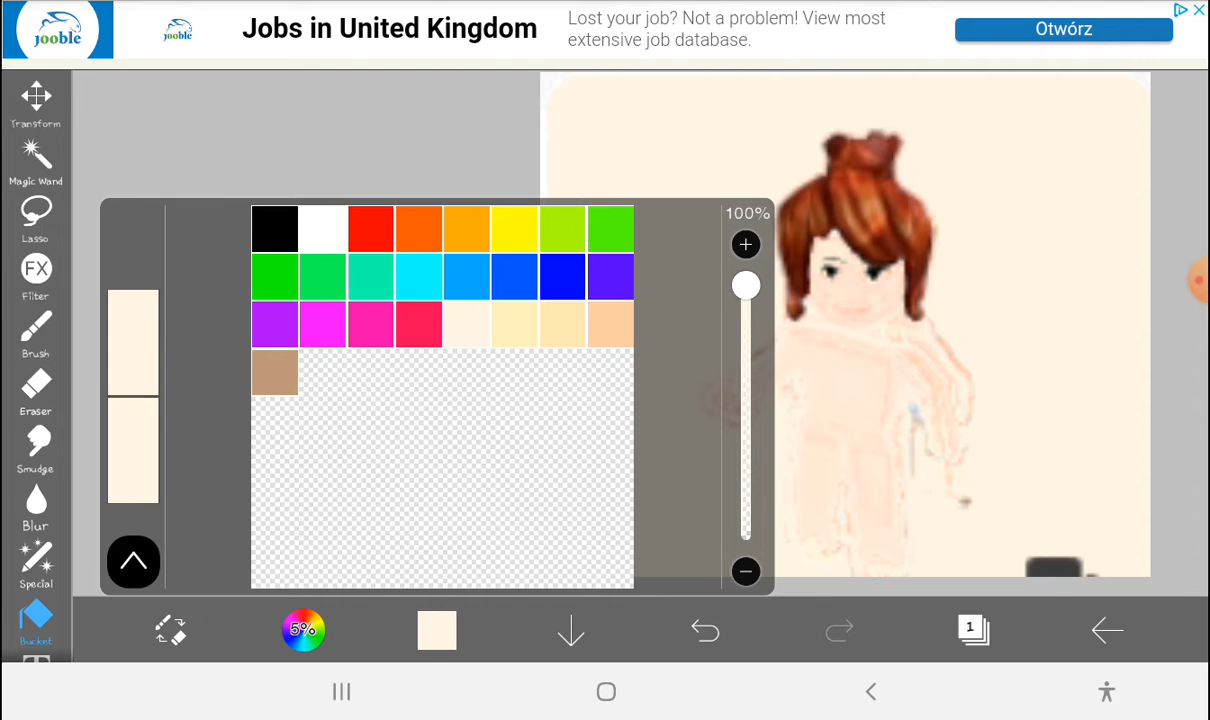 jooble
jooble
Jobs in United Kingdom
Lost your job? Not a problem! View most
extensive job database.
Otwórz
Transform
Magic Wand
Lasso
FX
Filter
Brush
Eraser
Smudge
Blur
Special
Bucket
100%
5%
1